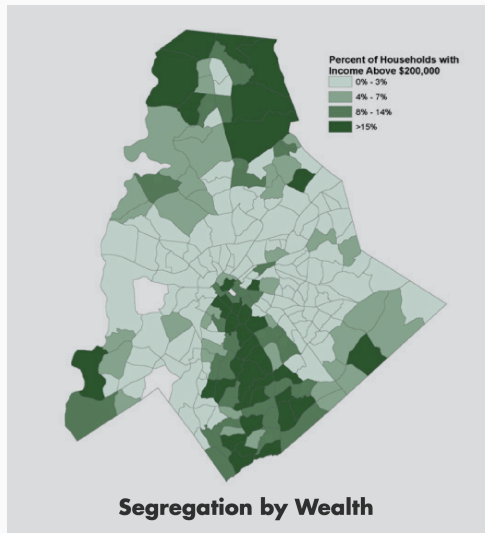 Percent of Households with
Income Above $200,000
0% - 3%
4% - 7%
8% - 14%
>15%
Segregation by Wealth